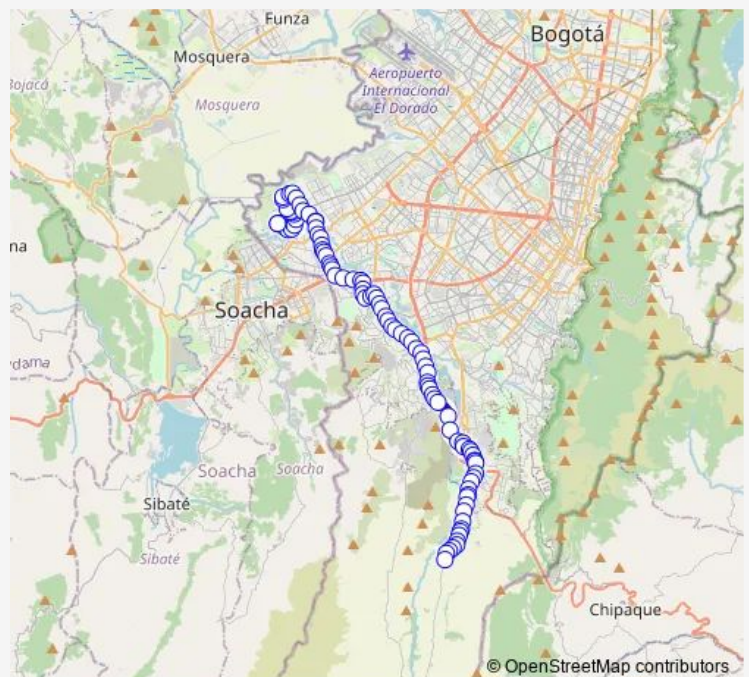 Funza
Bogotá
Mosquera
Aeropuerto
Internacional
El Dorado
Bojacá
Mosquera
na
Soacha
dama
Soacha
Soacha
Sibaté
Sibaté
Chipaque
© OpenStreetMap contributors